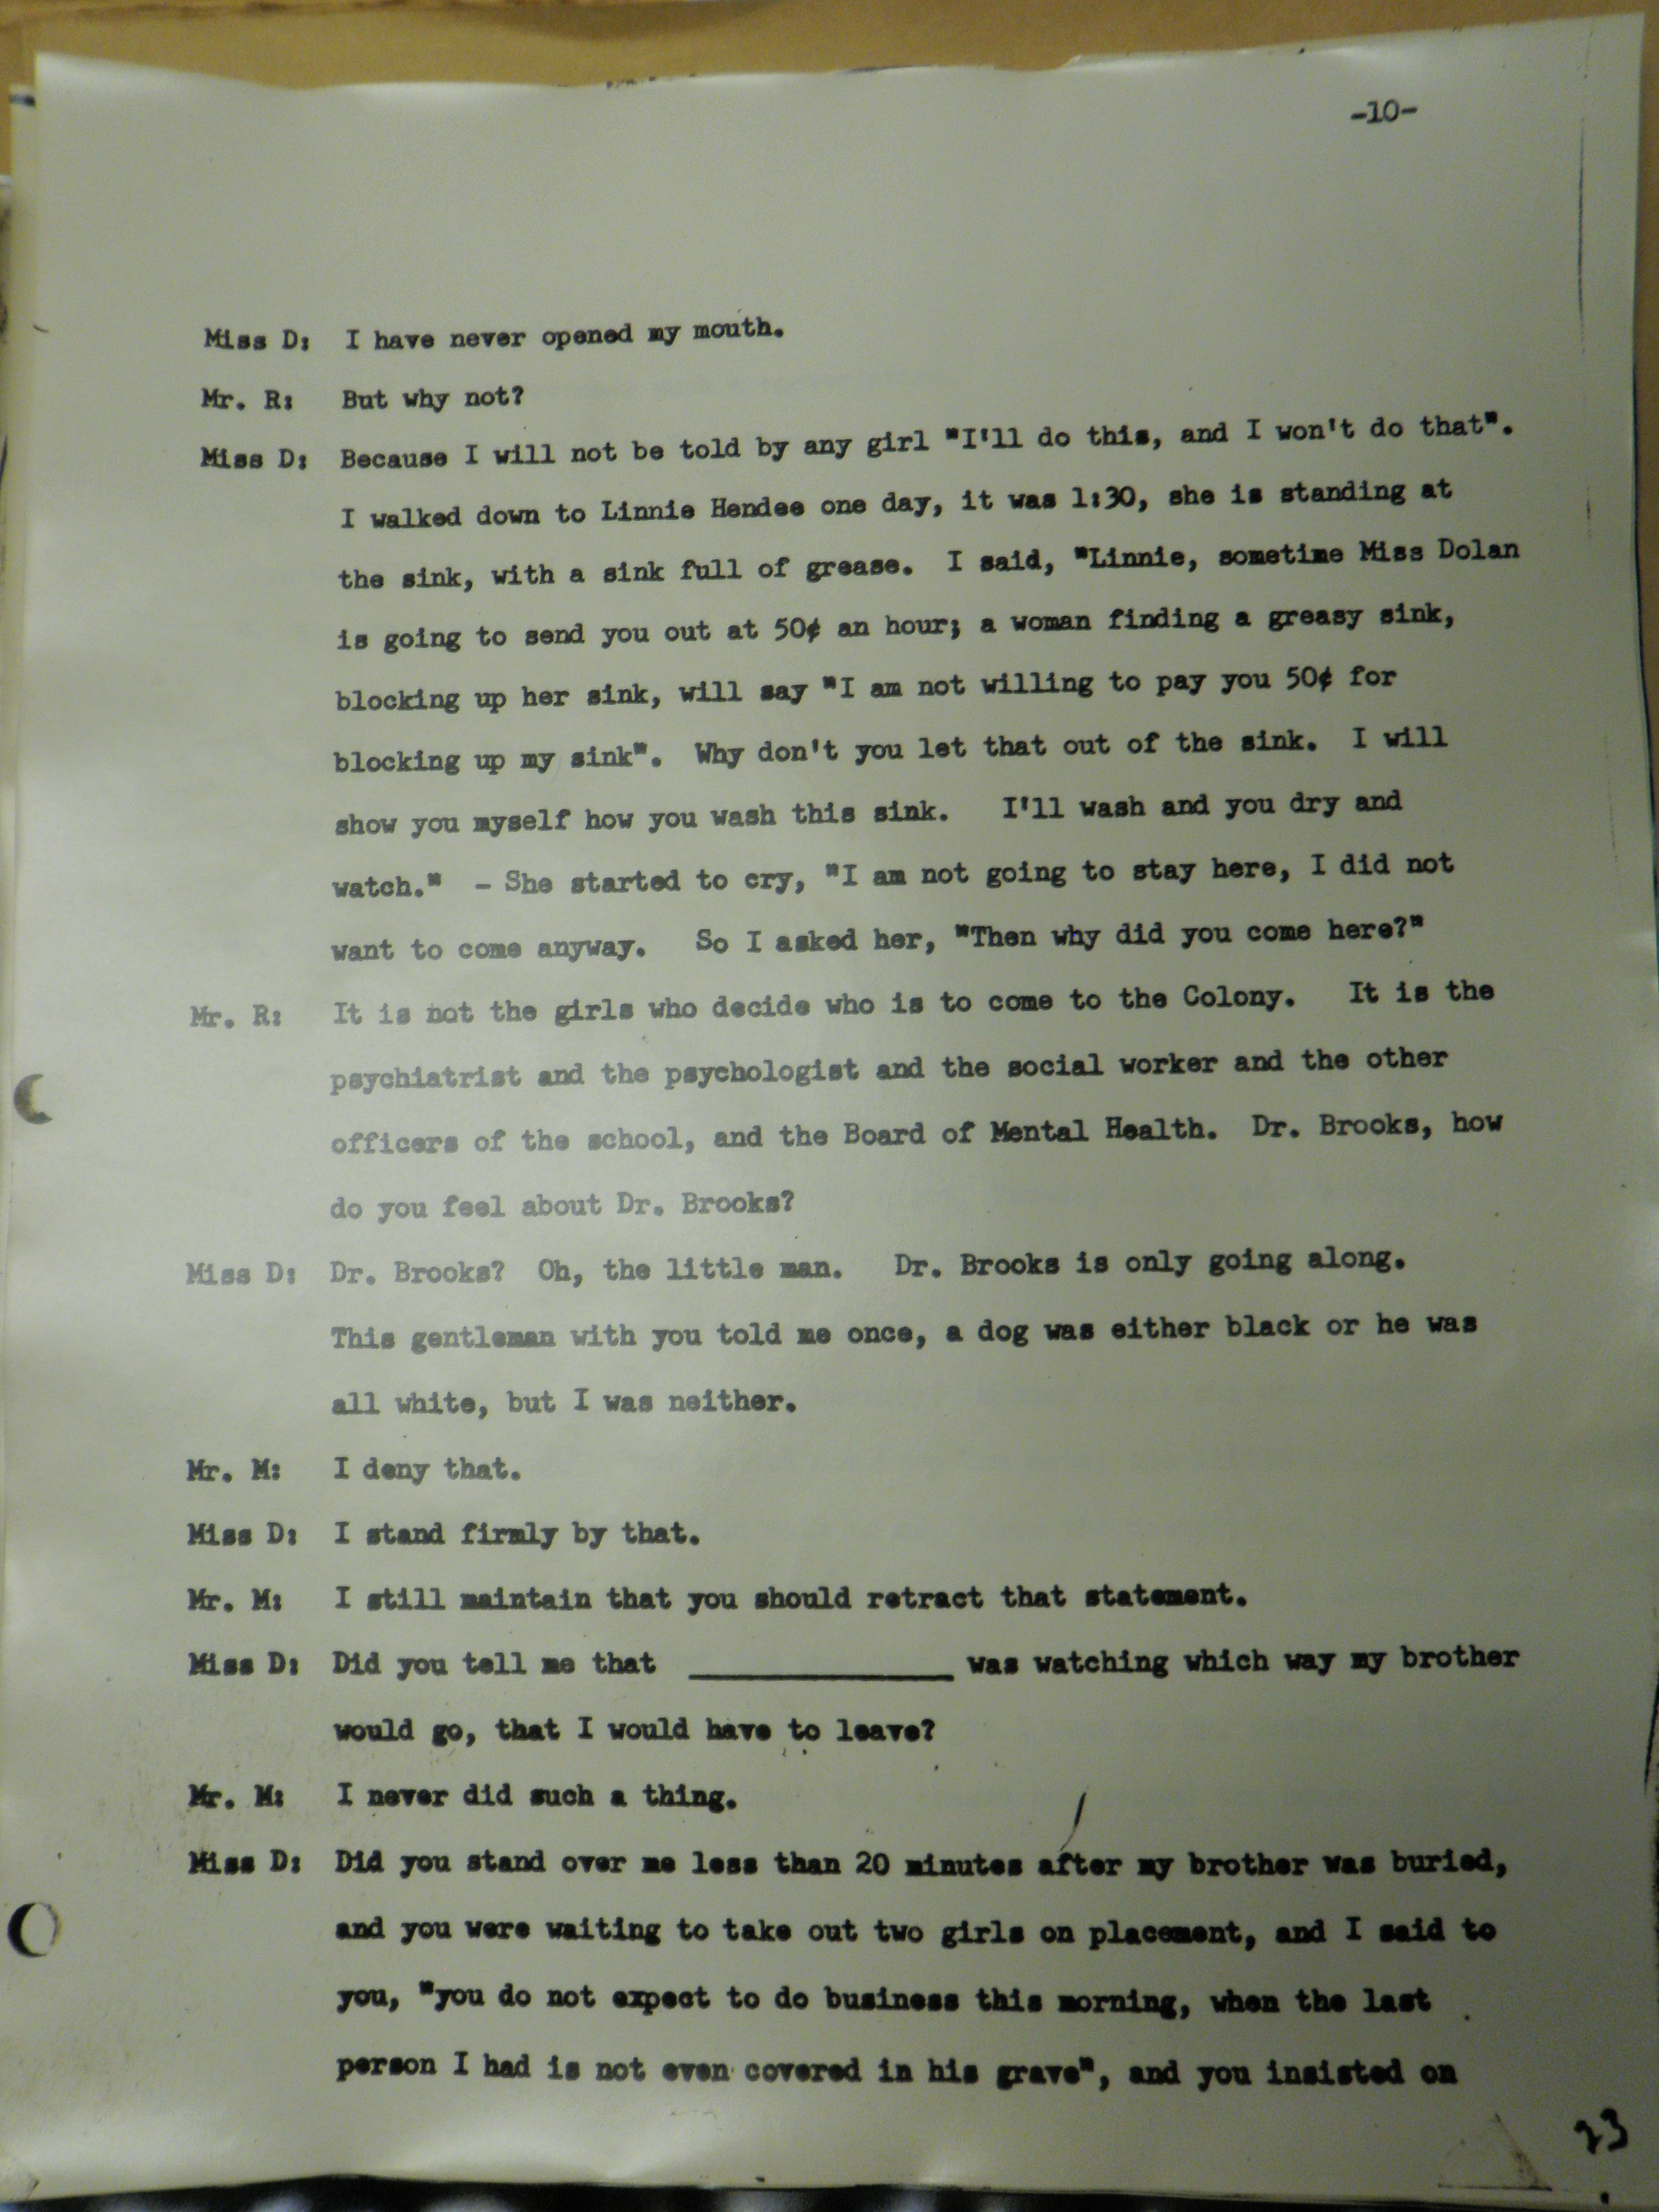 -10-
Miss D: I have never opened my mouth.
Mr. R: But why not?
Miss D: Because I will not be told by any girl "I'll do this, and I won't do that".
I walked down to Linnie Hendee one day, it was 1:30, she is standing at
the sink, with a sink full of grease. I said, "Linnie, sometime Miss Dolan
is going to send you out at 50¢ an hour; a woman finding a greasy sink,
blocking up her sink, will say "I am not willing to pay you 50¢ for
blocking up my sink". Why don't you let that out of the sink. I will
show you myself how you wash this sink. I'll wash and you dry and
watch." - She started to cry, "I am not going to stay here, I did not
want to come anyway. So I asked her, "Then why did you come here?"
Mr. R: It is not the girls who decide who is to come to the Colony. It is the
psychiatrist and the psychologist and the social worker and the other
officers of the school, and the Board of Mental Health. Dr. Brooks, how
do you feel about Dr. Brooks?
Miss D: Dr. Brooks? Oh, the little man. Dr. Brooks is only going along.
This gentleman with you told me once, a dog was either black or he was
all white, but I was neither.
Mr. M: I deny that.
Miss D: I stand firmly by that.
Mr. M: I still maintain that you should retract that statement.
Miss D: Did you tell me that ____________ was watching which way my brother
would go, that I would have to leave?
Mr. M: I never did such a thing.
Miss D: Did you stand over me less than 20 minutes after my brother was buried,
and you were waiting to take out two girls on placement, and I said to
you, "you do not expect to do business this morning, when the last
person I had is not even covered in his grave", and you insisted on
23